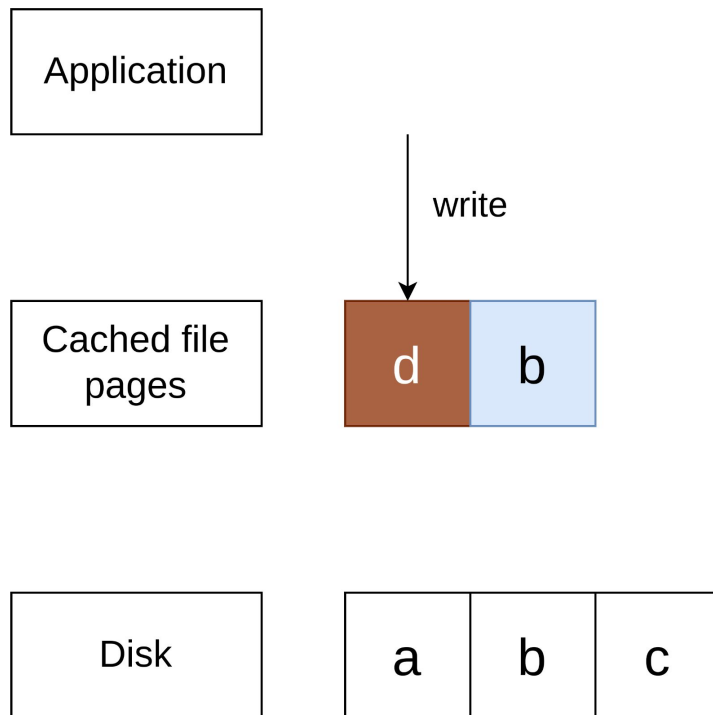 Application
write
Cached file
pages
d
b
Disk
a
b
c